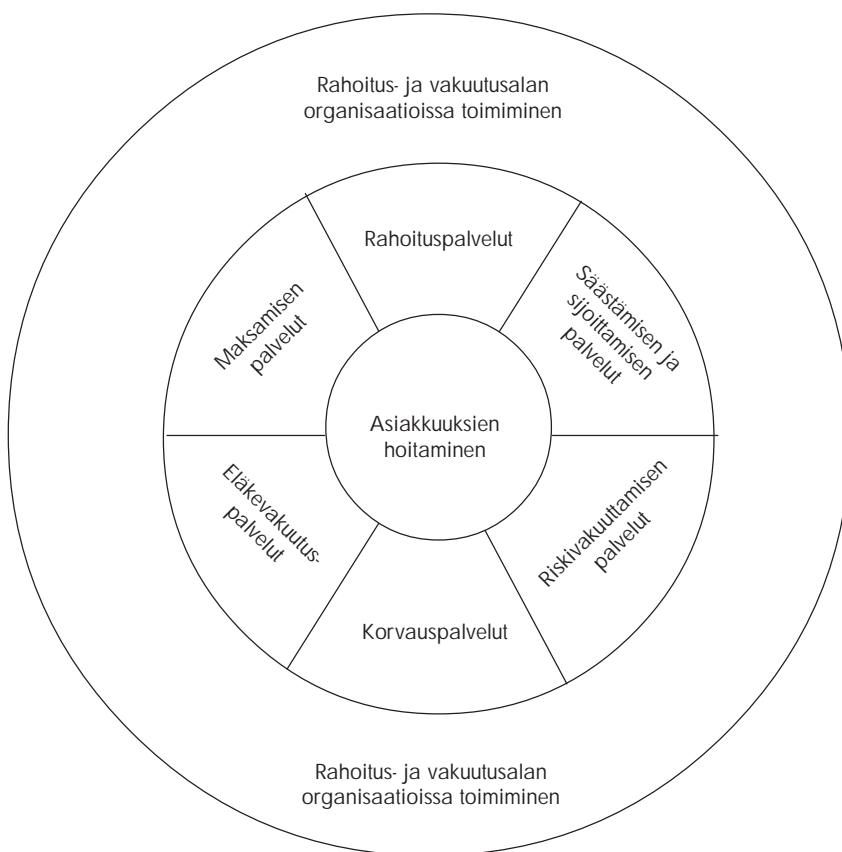 Rahoitus- ja vakuutusalan
organisaatioissa toimiminen
Rahoituspalvelut
Maksamisen
palvelut
Säästämisen ja
sijoittamisen
palvelut
Asiakkuuksien
hoitaminen
Eläkevakuutus-
palvelut
Riskivakuuttamisen
palvelut
Korvauspalvelut
Rahoitus- ja vakuutusalan
organisaatioissa toimiminen